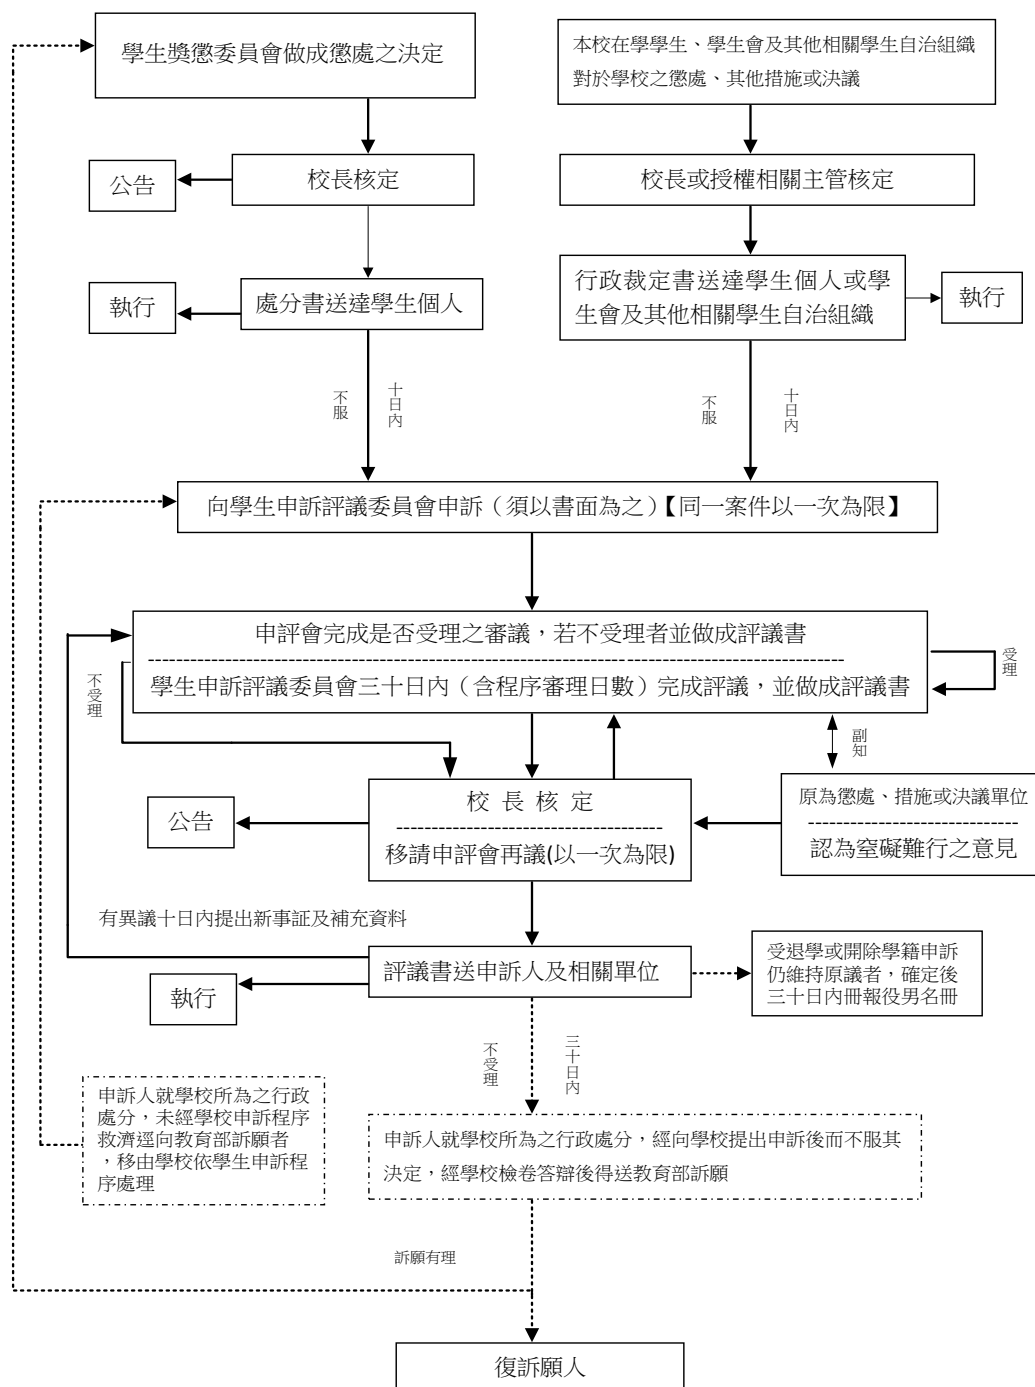 學生獎懲委員會做成懲處之決定
本校在學學生、學生會及其他相關學生自治組織
對於學校之懲處、其他措施或決議
公告
校長核定
校長或授權相關主管核定
執行
處分書送達學生個人
行政裁定書送達學生個人或學
生會及其他相關學生自治組織
執行
不服
十日內
不服
十日內
向學生申訴評議委員會申訴（須以書面為之）【同一案件以一次為限】
申評會完成是否受理之審議，若不受理者並做成評議書
學生申訴評議委員會三十日內（含程序審理日數）完成評議，並做成評議書
受理
不受理
副知
公告
校 長 核 定
移請申評會再議(以一次為限)
原為懲處、措施或決議單位
認為窒礙難行之意見
有異議十日內提出新事証及補充資料
執行
評議書送申訴人及相關單位
受退學或開除學籍申訴
仍維持原議者，確定後
三十日內冊報役男名冊
不受理
三十日內
申訴人就學校所為之行政
處分，未經學校申訴程序
救濟逕向教育部訴願者
，移由學校依學生申訴程
序處理
申訴人就學校所為之行政處分，經向學校提出申訴後而不服其
決定，經學校檢卷答辯後得送教育部訴願
訴願有理
復訴願人